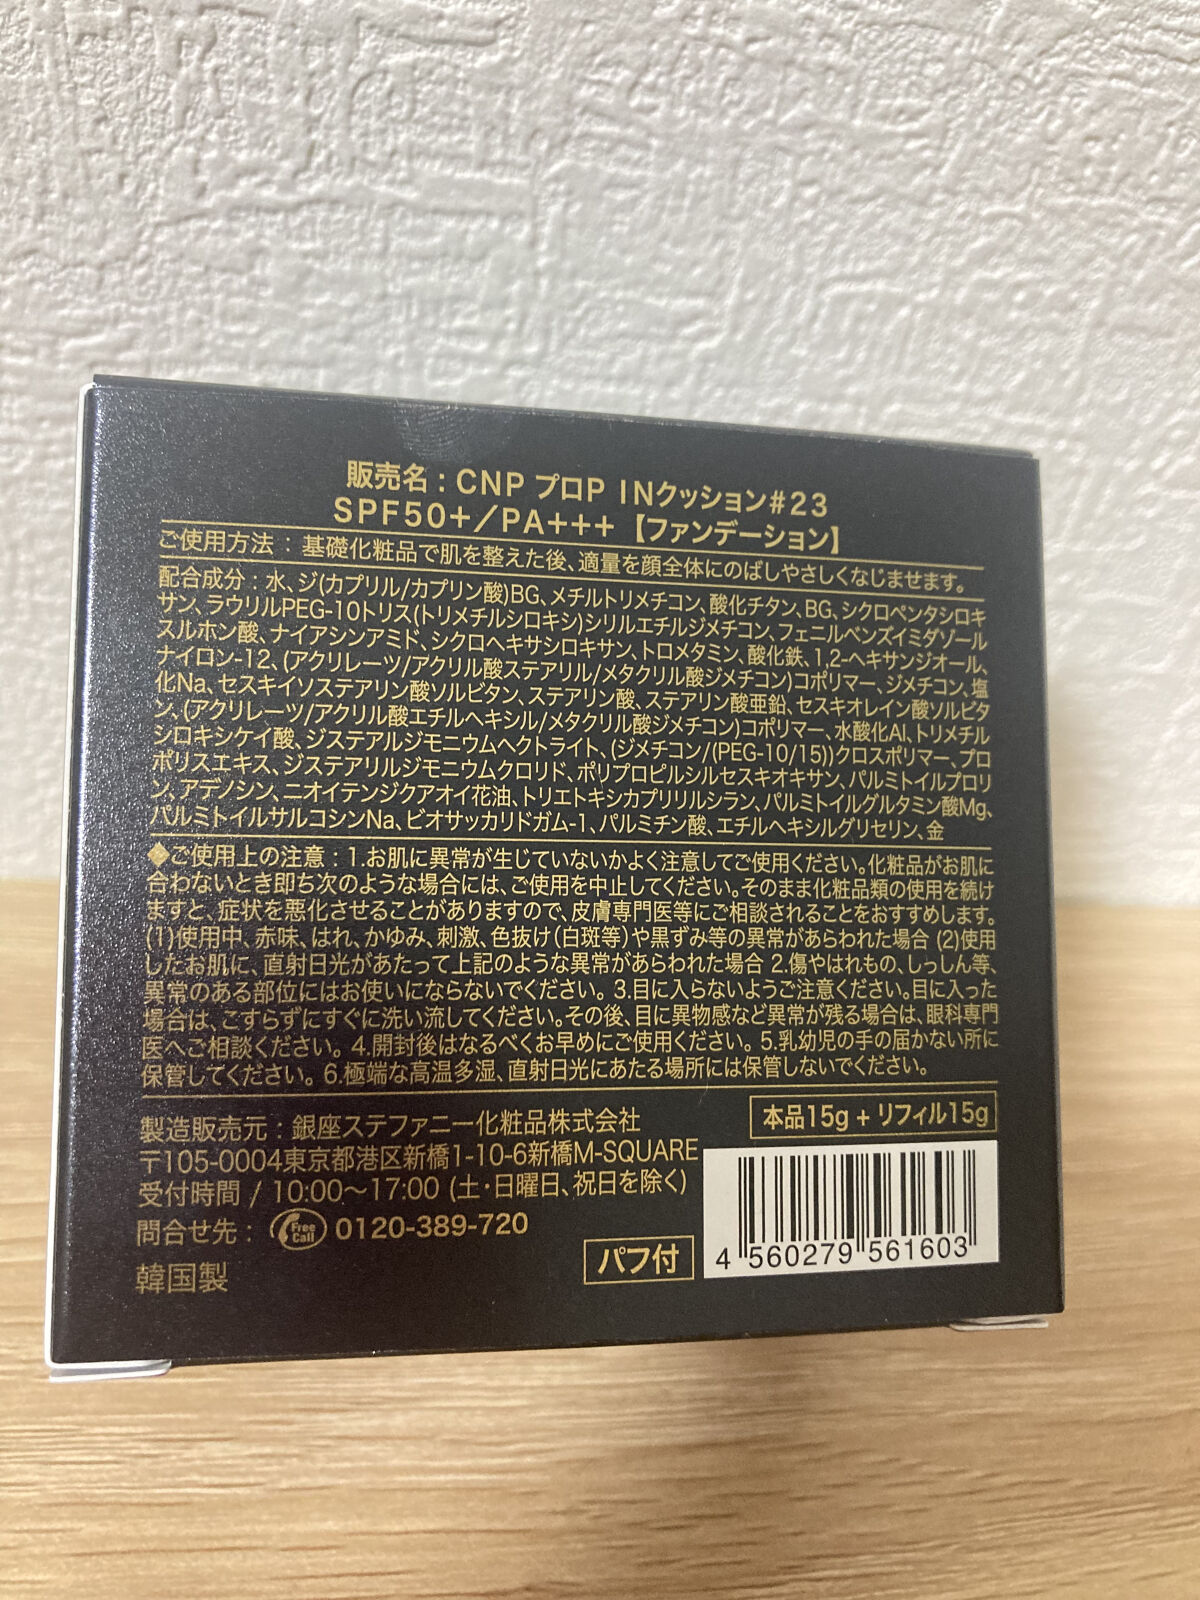 販売名：CNP プロP INクッション#23
SPF50+/PA+++【ファンデーション】
ご使用方法：基礎化粧品で肌を整えた後、適量を顔全体にのばしやさしくなじませます。
配合成分：水、ジ(カプリル/カプリン酸)BG、メチルトリメチコン、酸化チタン、BG、シクロペンタシロキ
サン、ラウリルPEG-10トリス(トリメチルシロキシ)シリルエチルジメチコン、フェニルベンズイミダゾール
スルホン酸、ナイアシンアミド、シクロヘキサシロキサン、トロメタミン、酸化鉄、1,2-ヘキサンジオール、
ナイロン-12、(アクリレーツ/アクリル酸ステアリル/メタクリル酸ジメチコン)コポリマー、ジメチコン、塩
化Na、セスキイソステアリン酸ソルビタン、ステアリン酸、ステアリン酸亜鉛、セスキオレイン酸ソルビタ
ン、(アクリレーツ/アクリル酸エチルヘキシル/メタクリル酸ジメチコン)コポリマー、水酸化Al、トリメチル
シロキシケイ酸、ジステアルジモニウムヘクトライト、(ジメチコン/(PEG-10/15))クロスポリマー、プロ
ポリスエキス、ジステアリルジモニウムクロリド、ポリプロピルシルセスキオキサン、パルミトイルプロリ
ン、アデノシン、ニオイテンジクアオイ花油、トリエトキシカプリリルシラン、パルミトイルグルタミン酸Mg、
パルミトイルサルコシンNa、ビオサッカリドガム-1、パルミチン酸、エチルヘキシルグリセリン、金
◆ご使用上の注意：1.お肌に異常が生じていないかよく注意してご使用ください。化粧品がお肌に
合わないとき即ち次のような場合には、ご使用を中止してください。そのまま化粧品類の使用を続け
ますと、症状を悪化させることがありますので、皮膚専門医等にご相談されることをおすすめします。
(1)使用中、赤味、はれ、かゆみ、刺激、色抜け(白斑等)や黒ずみ等の異常があらわれた場合 (2)使用
したお肌に、直射日光があたって上記のような異常があらわれた場合 2.傷やはれもの、しっしん等、
異常のある部位にはお使いにならないでください。 3.目に入らないようご注意ください。目に入った
場合は、こすらずにすぐに洗い流してください。その後、目に異物感など異常が残る場合は、眼科専門
医へご相談ください。 4.開封後はなるべくお早めにご使用ください。 5.乳幼児の手の届かない所に
保管してください。 6.極端な高温多湿、直射日光にあたる場所には保管しないでください。
製造販売元：銀座ステファニー化粧品株式会社
本品15g + リフィル15g
〒105-0004東京都港区新橋1-10-6新橋M-SQUARE
受付時間 / 10:00～17:00 (土・日曜日、祝日を除く)
問合せ先： Free Call 0120-389-720
パフ付
4 560279 561603
韓国製